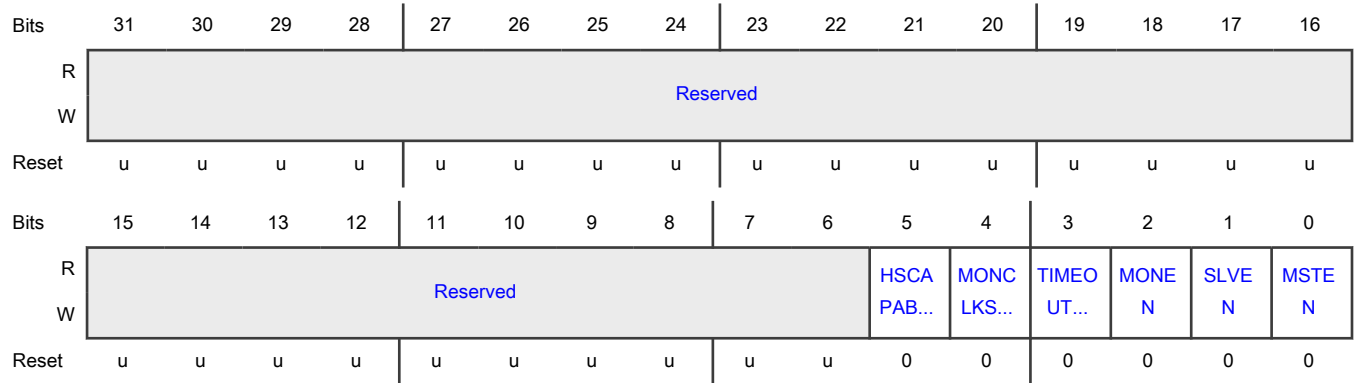 Bits 31 30 29 28 27 26 25 24 23 22 21 20 19 18 17 16
R
Reserved
W
Reset u u u u u u u u u u u u u u u u
Bits 15 14 13 12 11 10 9 8 7 6 5 4 3 2 1 0
R
Reserved
HSCA MONC TIMEO MONE SLVE MSTE
PAB... LKS... UT... N N N
W
Reset u u u u u u u u u u 0 0 0 0 0 0